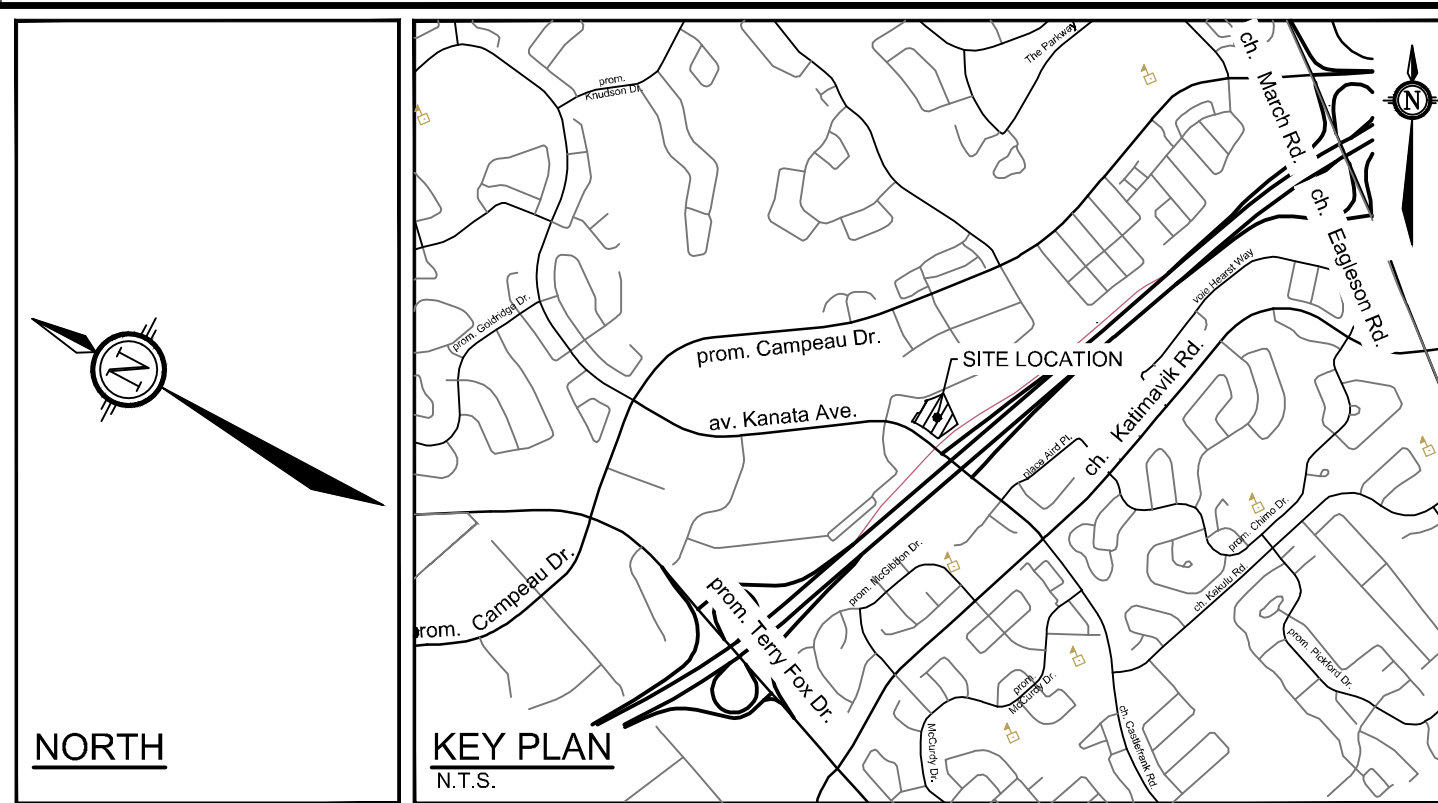 N
NORTH
prom.
Knudson Dr.
The Parkway
ch. March Rd.
N
ch. Eagleson Rd.
voie Hearst Way
prom. Goldridge Dr.
prom. Campeau Dr.
SITE LOCATION
av. Kanata Ave.
ch. Katimavik Rd.
place Aird Pl.
prom. Chimo Dr.
prom. McGibbon Dr.
ch. Kakulu Rd.
prom. Campeau Dr.
prom. Terry Fox Dr.
prom. Pickford Dr.
prom.
McCurdy Dr.
McCurdy Dr.
ch. Castlefrank Rd.
KEY PLAN
N.T.S.